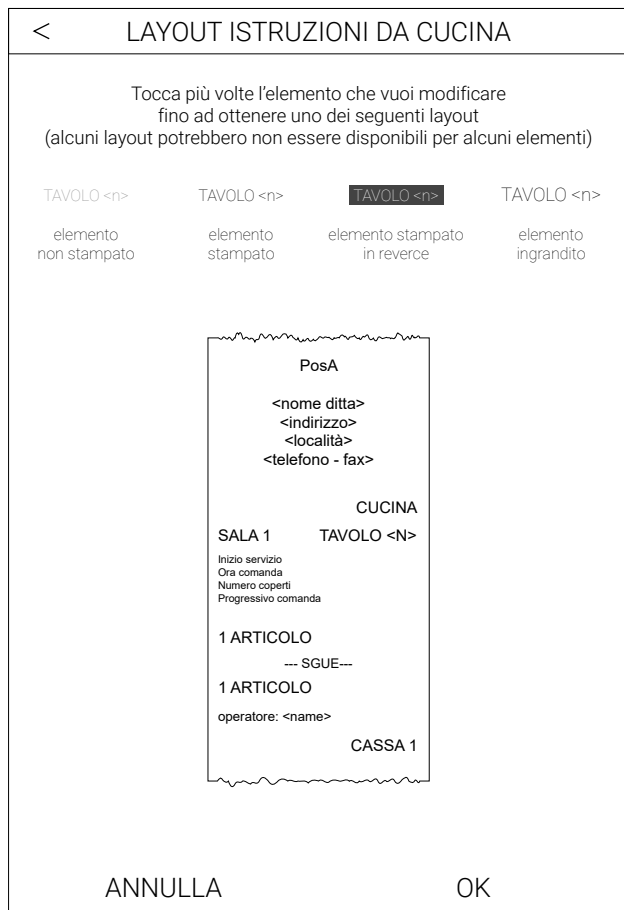 < LAYOUT ISTRUZIONI DA CUCINA
Tocca più volte l'elemento che vuoi modificare
fino ad ottenere uno dei seguenti layout
(alcuni layout potrebbero non essere disponibili per alcuni elementi)
TAVOLO <n> TAVOLO <n> TAVOLO <n> TAVOLO <n>
elemento elemento elemento stampato elemento
non stampato stampato in reverce ingrandito
PosA
<nome ditta>
<indirizzo>
<località>
<telefono - fax>
CUCINA
SALA 1 TAVOLO <N>
Inizio servizio
Ora comanda
Numero coperti
Progressivo comanda
1 ARTICOLO
--- SGUE---
1 ARTICOLO
operatore: <name>
CASSA 1
ANNULLA OK